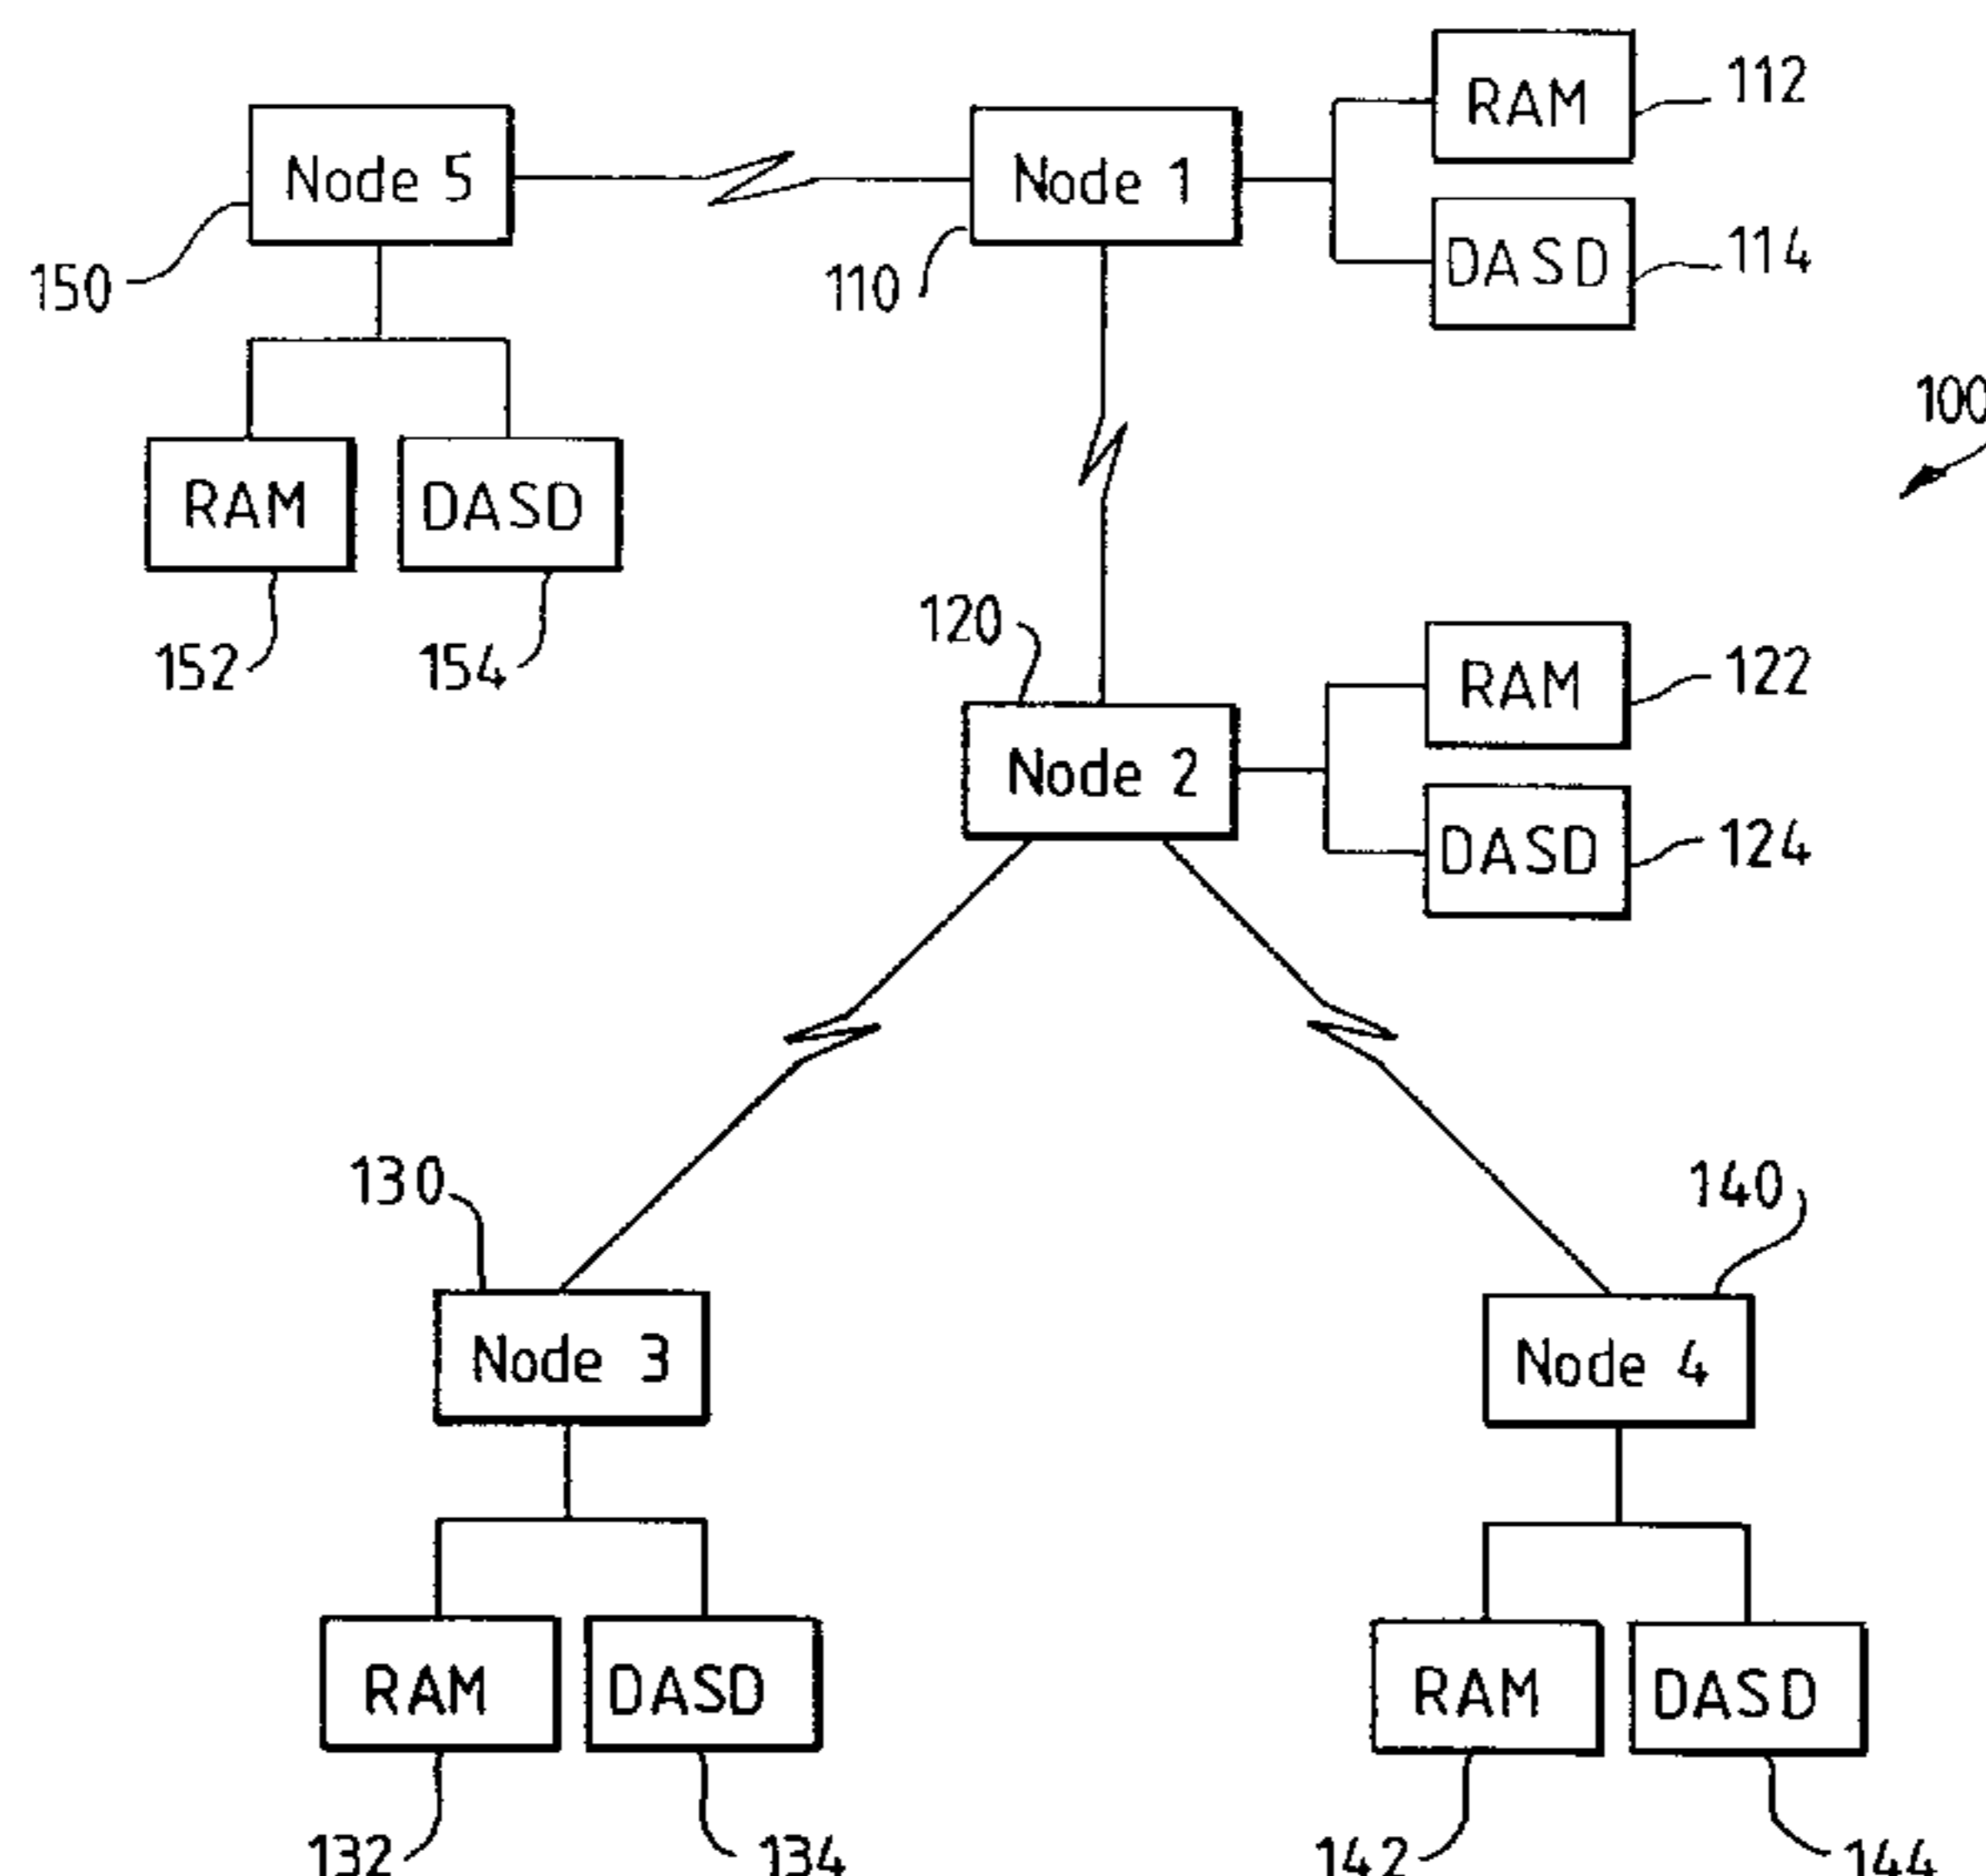 RAM
112
Node 5
Node 1
DASD
114
150
110
100
RAM
DASD
152
154
120
RAM
122
Node 2
DASD
124
130
140
Node 3
Node 4
RAM
DASD
RAM
DASD
132
134
142
144